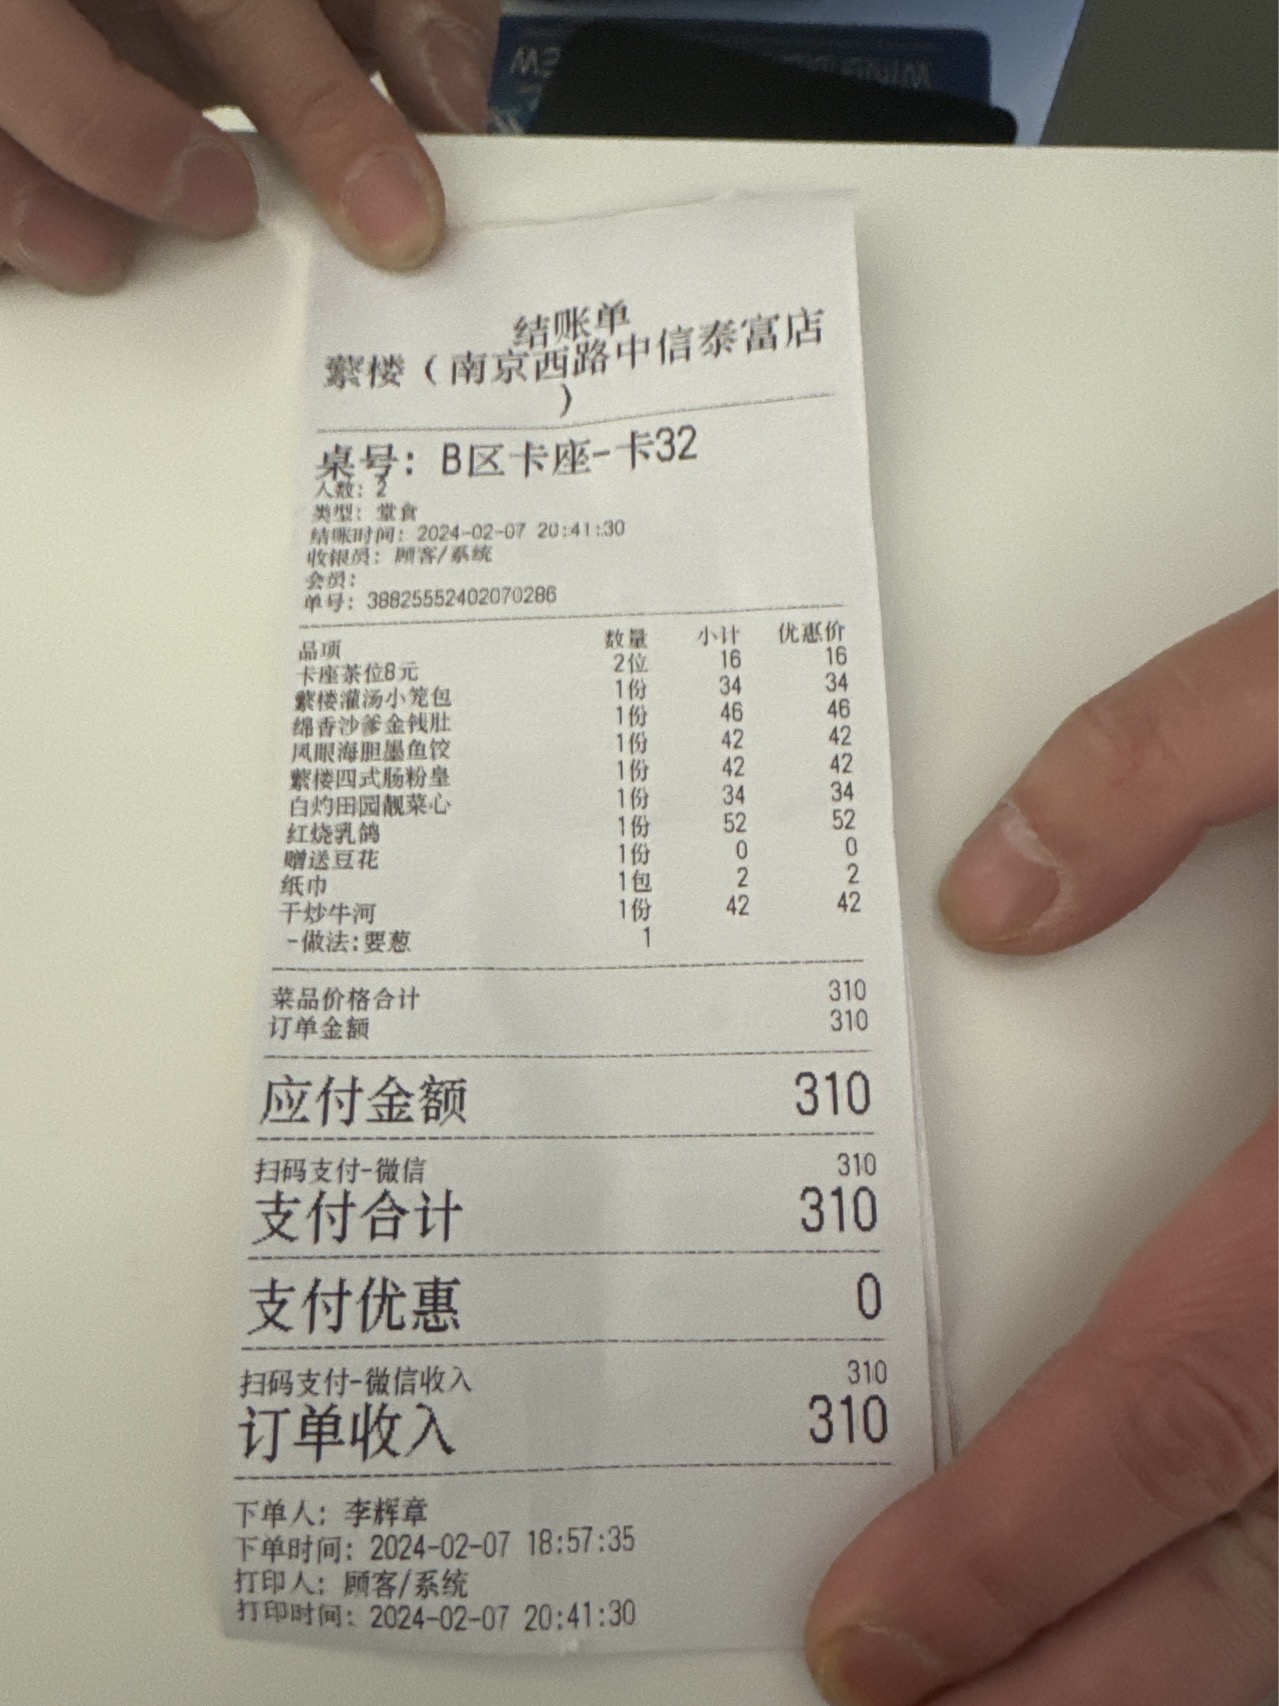 结账单
蘩楼（南京西路中信泰富店
）
桌号：B区卡座-卡32
人数：2
类型：堂食
结账时间：2024-02-07 20:41:30
收银员：顾客/系统
会员：
单号：38825552402070286
品项 数量 小计 优惠价
卡座茶位8元 2位 16 16
蘩楼灌汤小笼包 1份 34 34
绵香沙爹金钱肚 1份 46 46
凤眼海胆墨鱼饺 1份 42 42
蘩楼四式肠粉皇 1份 42 42
白灼田园靓菜心 1份 34 34
红烧乳鸽 1份 52 52
赠送豆花 1份 0 0
纸巾 1包 2 2
干炒牛河 1份 42 42
-做法:要葱 1
菜品价格合计 310
订单金额 310
应付金额 310
扫码支付-微信 310
支付合计 310
支付优惠 0
扫码支付-微信收入 310
订单收入 310
下单人：李辉章
下单时间：2024-02-07 18:57:35
打印人：顾客/系统
打印时间：2024-02-07 20:41:30